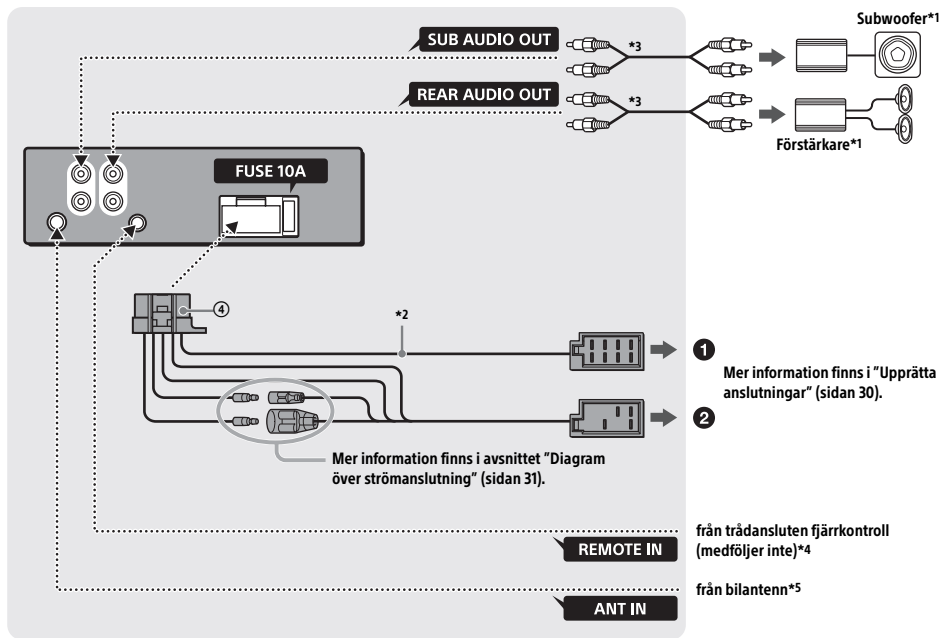 Subwoofer*1
SUB AUDIO OUT
*3
REAR AUDIO OUT
*3
Förstärkare*1
FUSE 10A
④
*2
❶
Mer information finns i "Upprätta
anslutningar" (sidan 30).
❷
Mer information finns i avsnittet "Diagram
över strömanslutning" (sidan 31).
från trådansluten fjärrkontroll
(medföljer inte)*4
REMOTE IN
från bilantenn*5
ANT IN